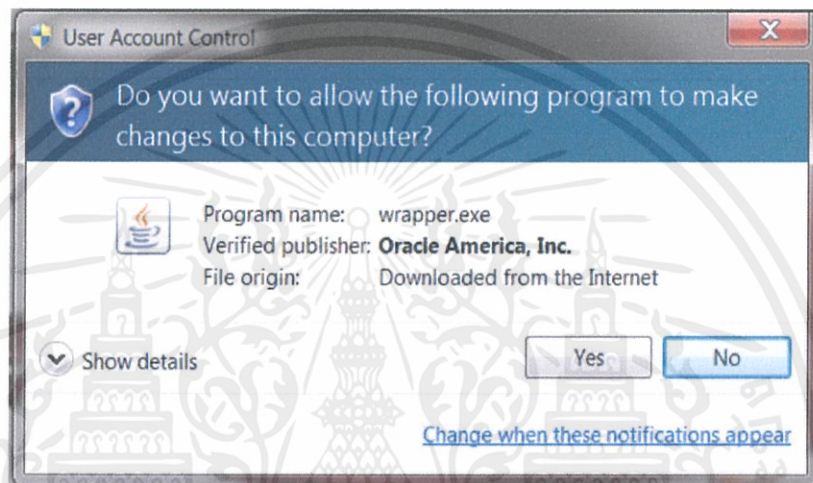 User Account Control
Do you want to allow the following program to make
changes to this computer?
Program name: wrapper.exe
Verified publisher: Oracle America, Inc.
File origin: Downloaded from the Internet
Show details
Yes
No
Change when these notifications appear